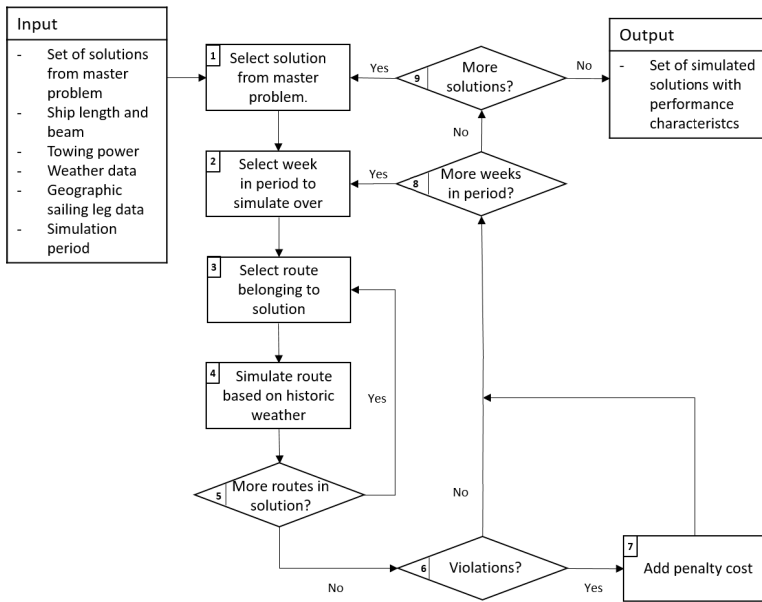 Input
- Set of solutions
from master
problem
- Ship length and
beam
- Towing power
- Weather data
- Geographic
sailing leg data
- Simulation
period
1
Select solution
from master
problem.
2
Select week
in period to
simulate over
3
Select route
belonging to
solution
4
Simulate route
based on historic
weather
5
More routes in
solution?
Yes
No
6
Violations?
Yes
No
7
Add penalty cost
8
More weeks
in period?
Yes
No
9
More
solutions?
Yes
No
Output
- Set of simulated
solutions with
performance
characteristcs